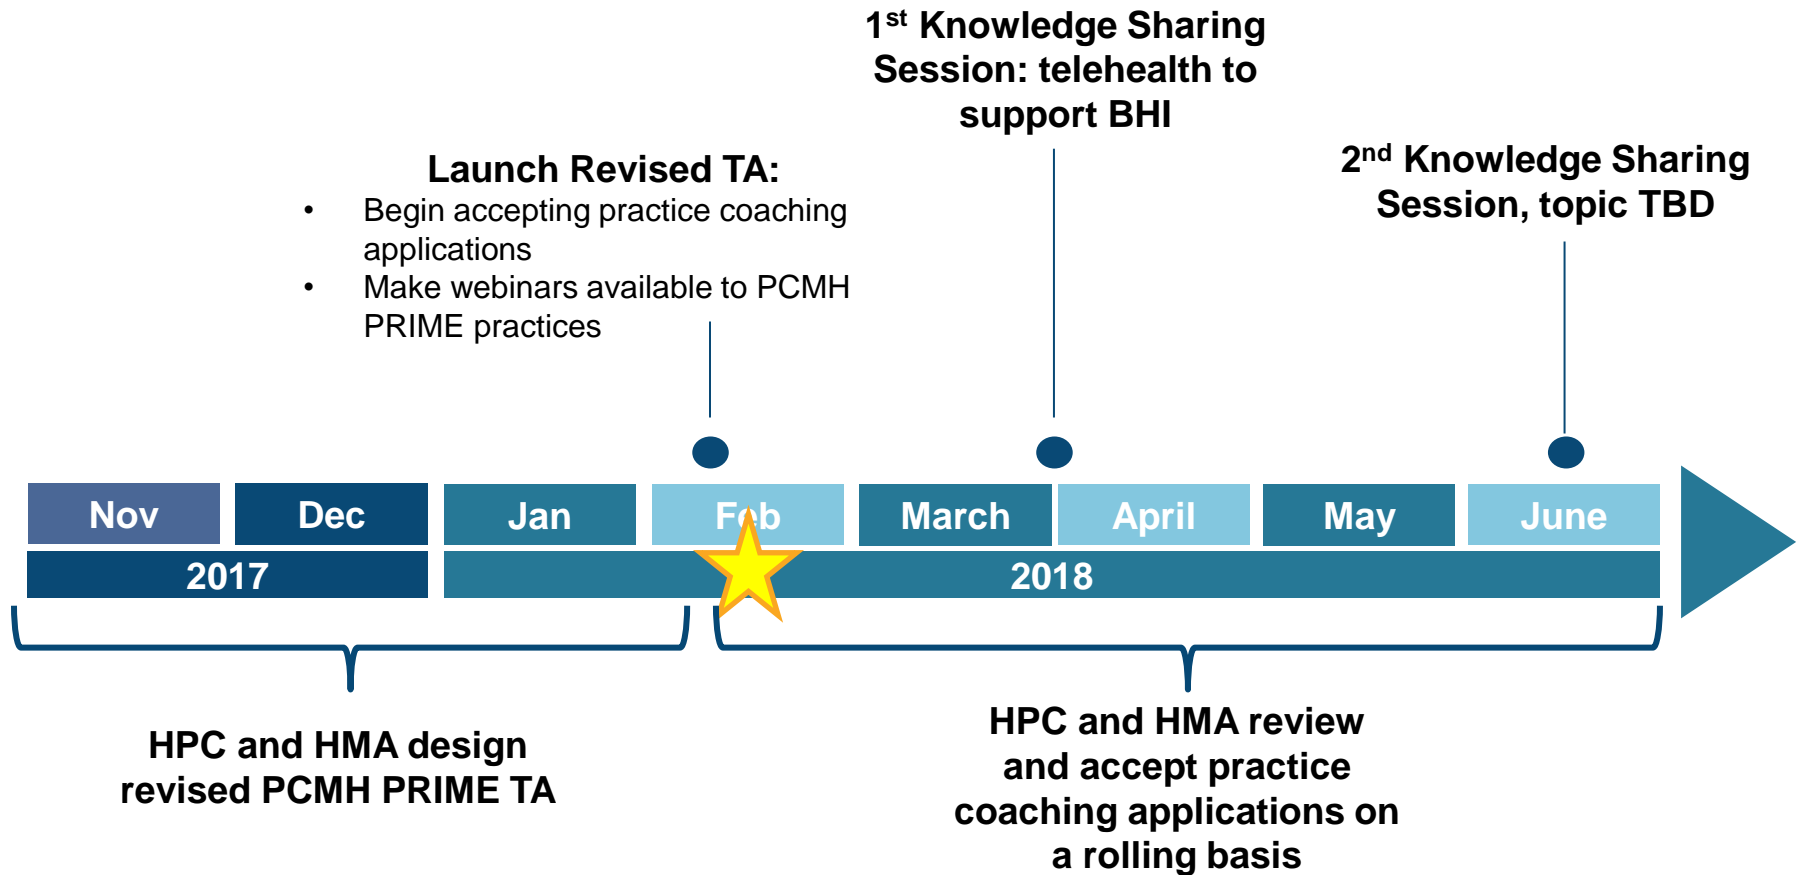 1st Knowledge Sharing
Session: telehealth to
support BHI
2nd Knowledge Sharing
Session, topic TBD
Launch Revised TA:
• Begin accepting practice coaching
applications
• Make webinars available to PCMH
PRIME practices
Nov Dec Jan Feb March April May June
2017 2018
HPC and HMA design
revised PCMH PRIME TA
HPC and HMA review
and accept practice
coaching applications on
a rolling basis